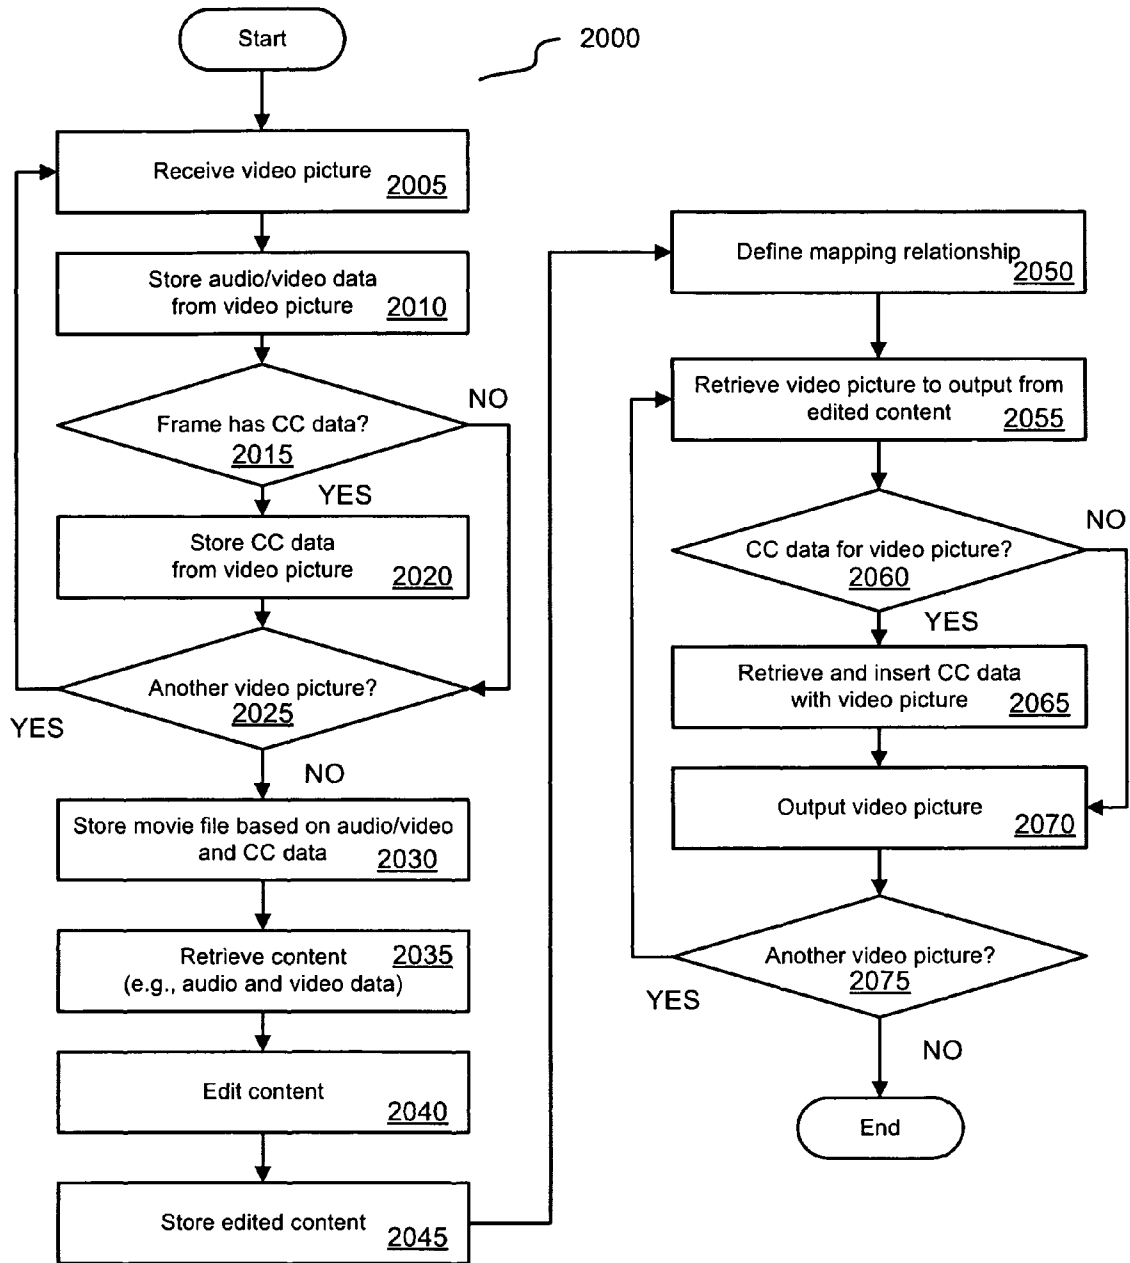 Start
2000
Receive video picture
2005
Store audio/video data
from video picture
2010
Frame has CC data?
2015
NO
YES
Store CC data
from video picture
2020
Another video picture?
2025
YES
NO
Store movie file based on audio/video
and CC data
2030
Retrieve content
(e.g., audio and video data)
2035
Edit content
2040
Store edited content
2045
Define mapping relationship
2050
Retrieve video picture to output from
edited content
2055
CC data for video picture?
2060
NO
YES
Retrieve and insert CC data
with video picture
2065
Output video picture
2070
Another video picture?
2075
YES
NO
End